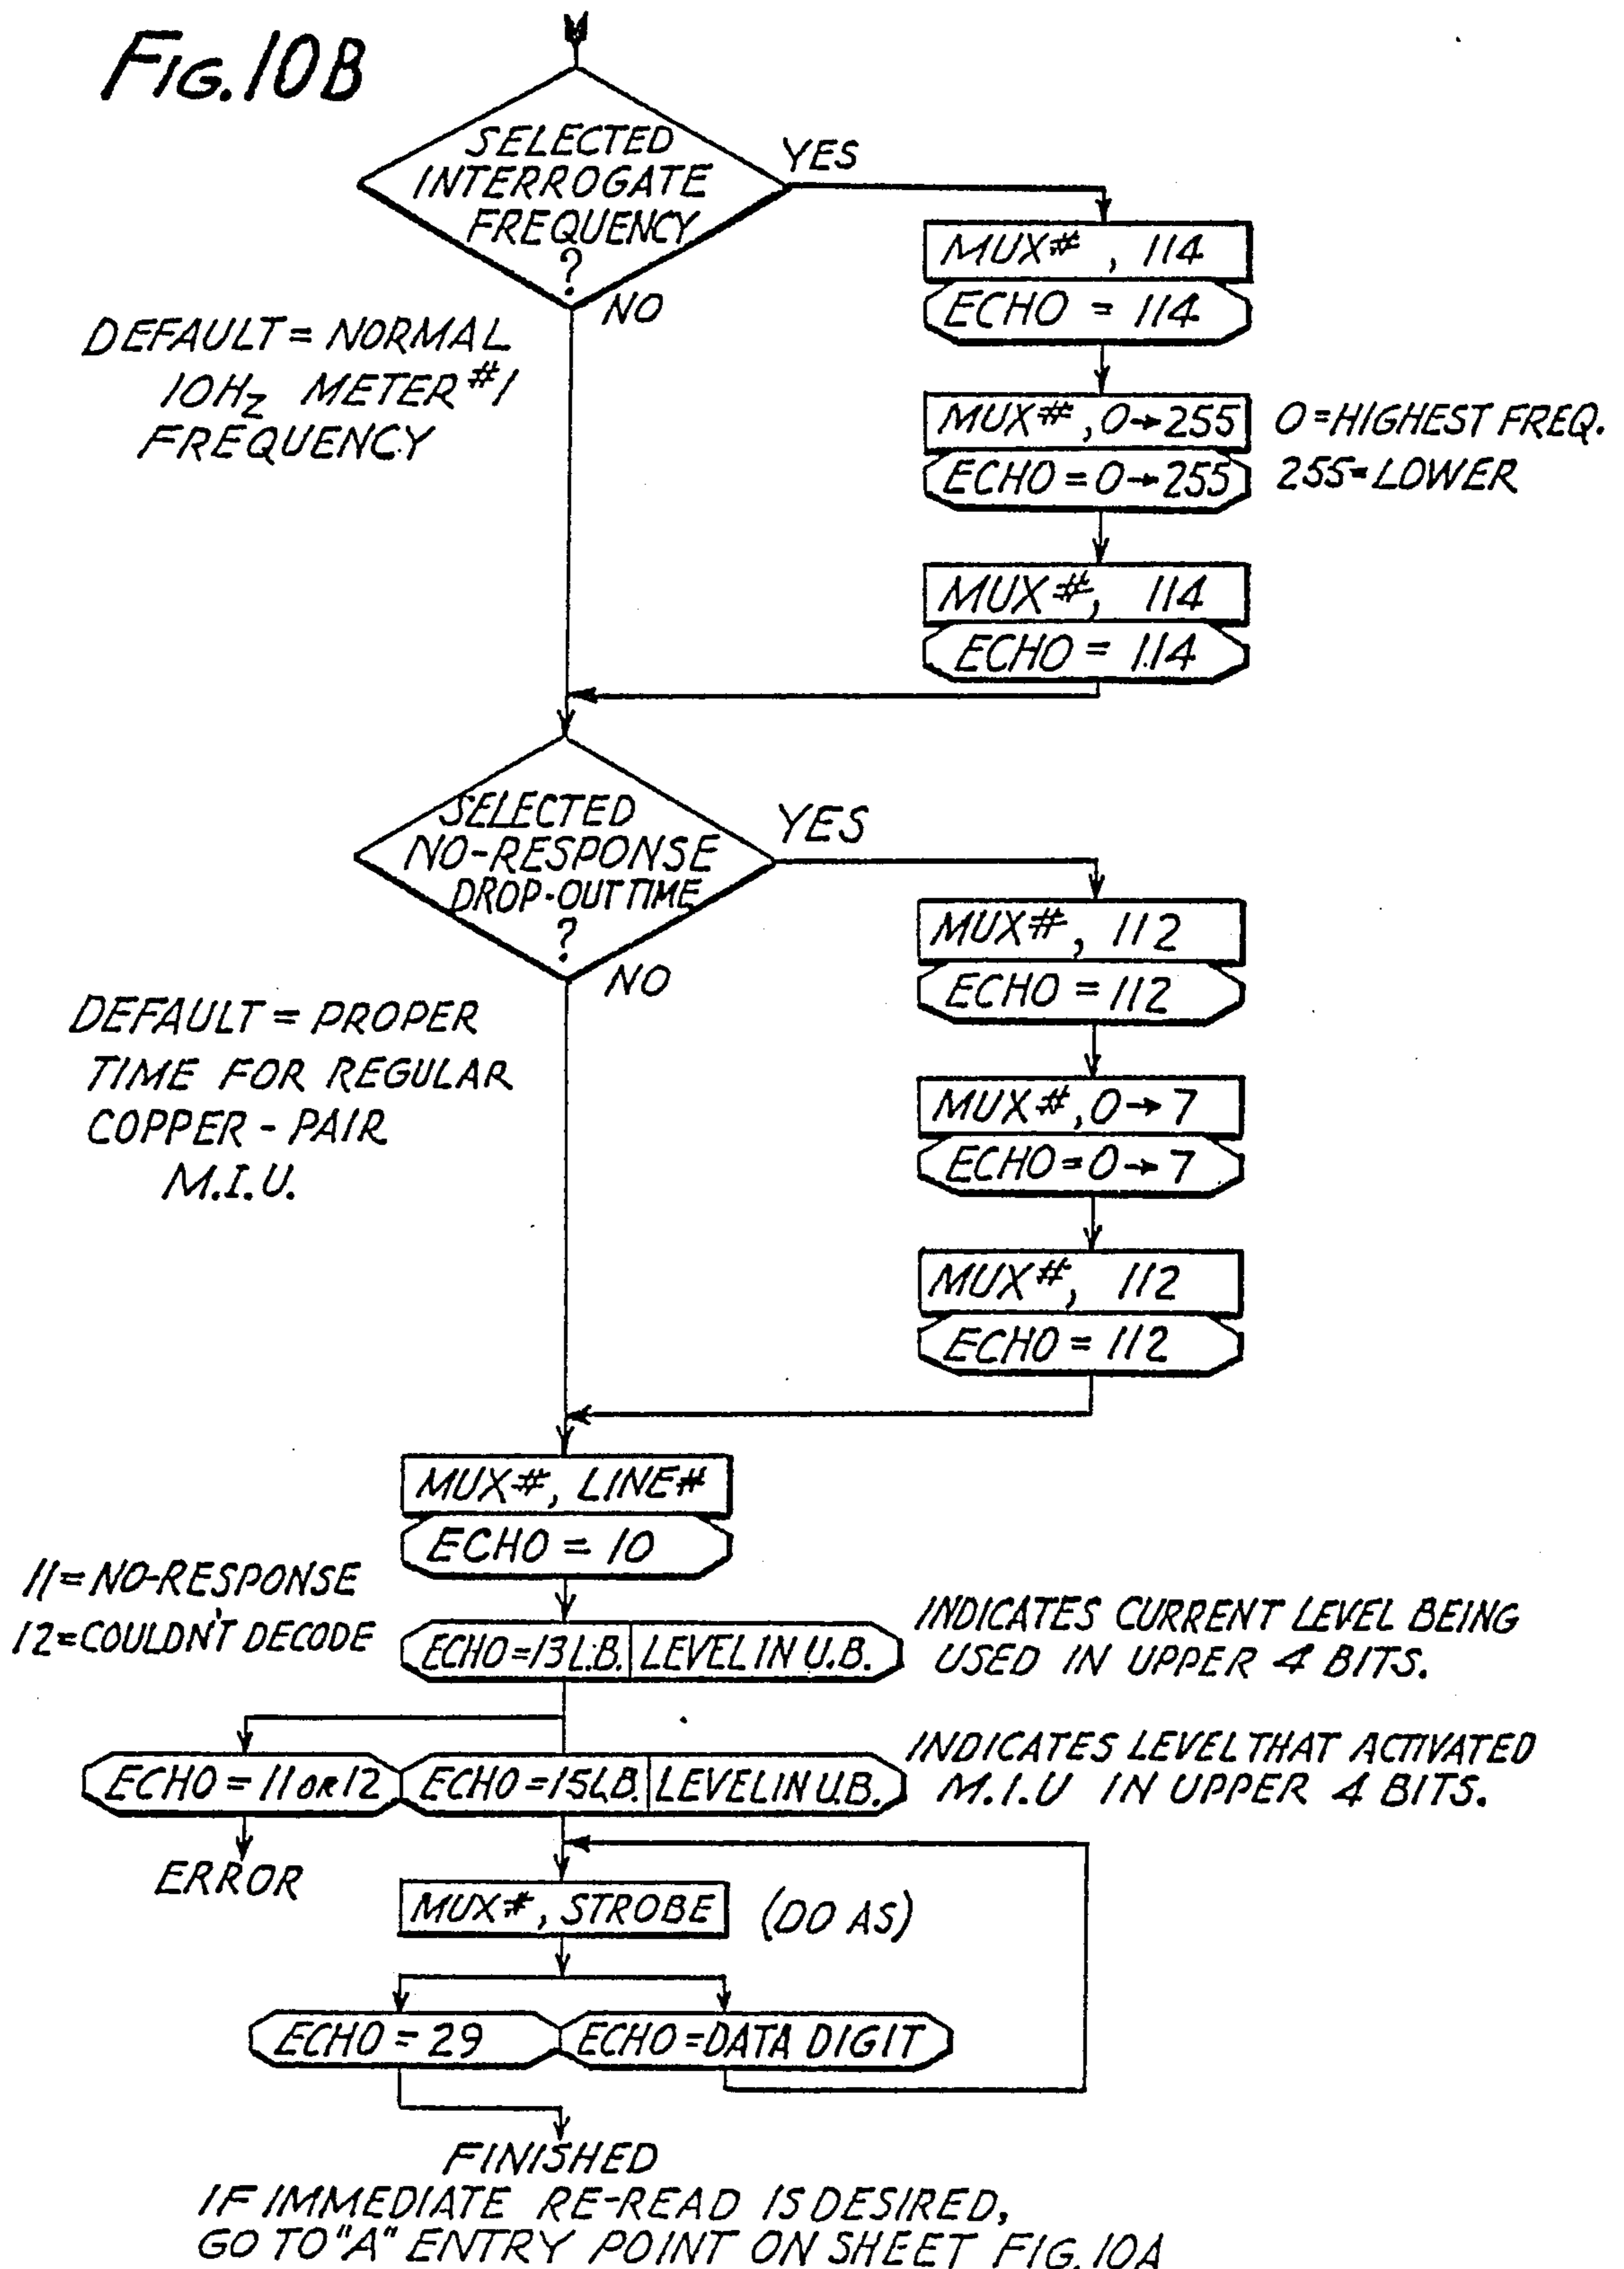 FIG. 10B
SELECTED
INTERROGATE
FREQUENCY
?
YES
NO
DEFAULT = NORMAL
10HZ METER #1
FREQUENCY
MUX# , 114
ECHO = 114
MUX#, 0→255
ECHO = 0→255
0=HIGHEST FREQ.
255=LOWER
MUX#, 114
ECHO = 114
SELECTED
NO-RESPONSE
DROP-OUT TIME
?
YES
NO
DEFAULT = PROPER
TIME FOR REGULAR
COPPER - PAIR
M.I.U.
MUX#, 112
ECHO = 112
MUX#, 0→7
ECHO = 0→7
MUX#, 112
ECHO = 112
MUX#, LINE#
ECHO = 10
11=NO-RESPONSE
12=COULDN'T DECODE
ECHO=13 L.B. LEVEL IN U.B.
INDICATES CURRENT LEVEL BEING
USED IN UPPER 4 BITS.
ECHO = 11 OR 12
ECHO=15L.B. LEVEL IN U.B.
INDICATES LEVEL THAT ACTIVATED
M.I.U IN UPPER 4 BITS.
ERROR
MUX#, STROBE
(DO AS)
ECHO = 29
ECHO=DATA DIGIT
FINISHED
IF IMMEDIATE RE-READ IS DESIRED,
GO TO "A" ENTRY POINT ON SHEET FIG. 10A